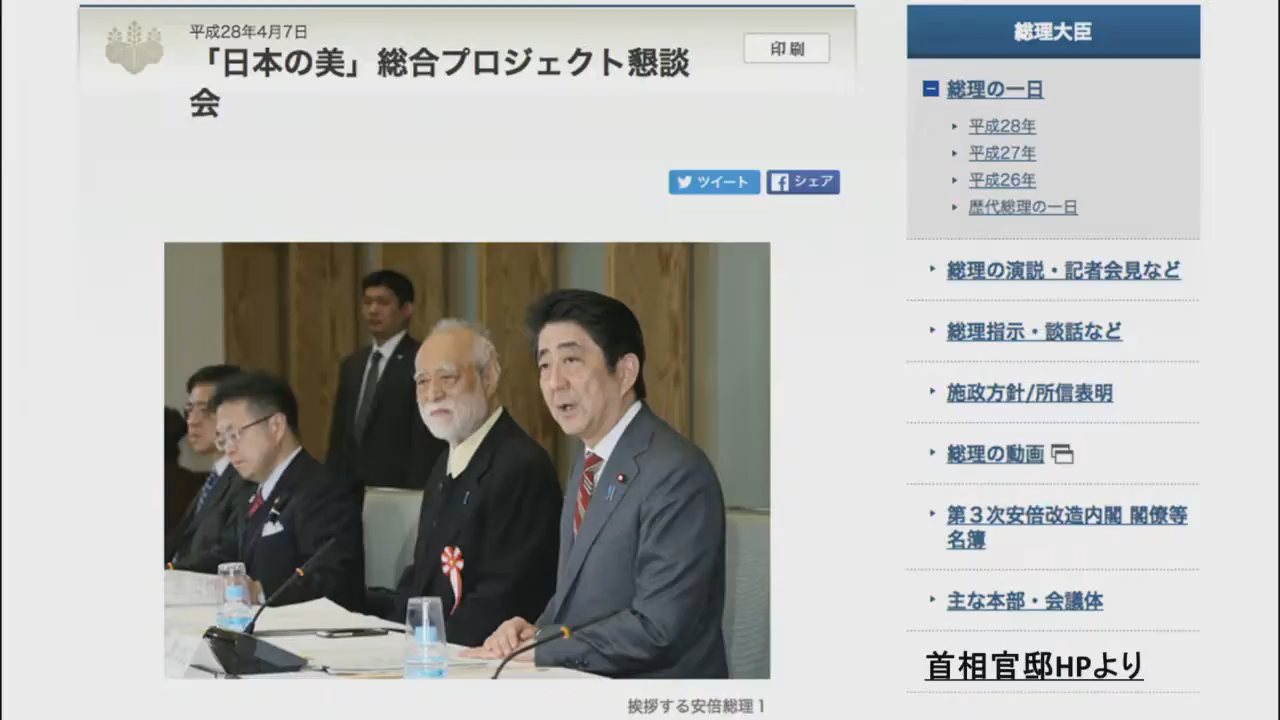 平成28年4月7日
「日本の美」総合プロジェクト懇談
会
印刷
ツイート
シェア
挨拶する安倍総理1
総理大臣
総理の一日
平成28年
平成27年
平成26年
歴代総理の一日
総理の演説・記者会見など
総理指示・談話など
施政方針/所信表明
総理の動画
第3次安倍改造内閣 閣僚等
名簿
主な本部・会議体
首相官邸HPより